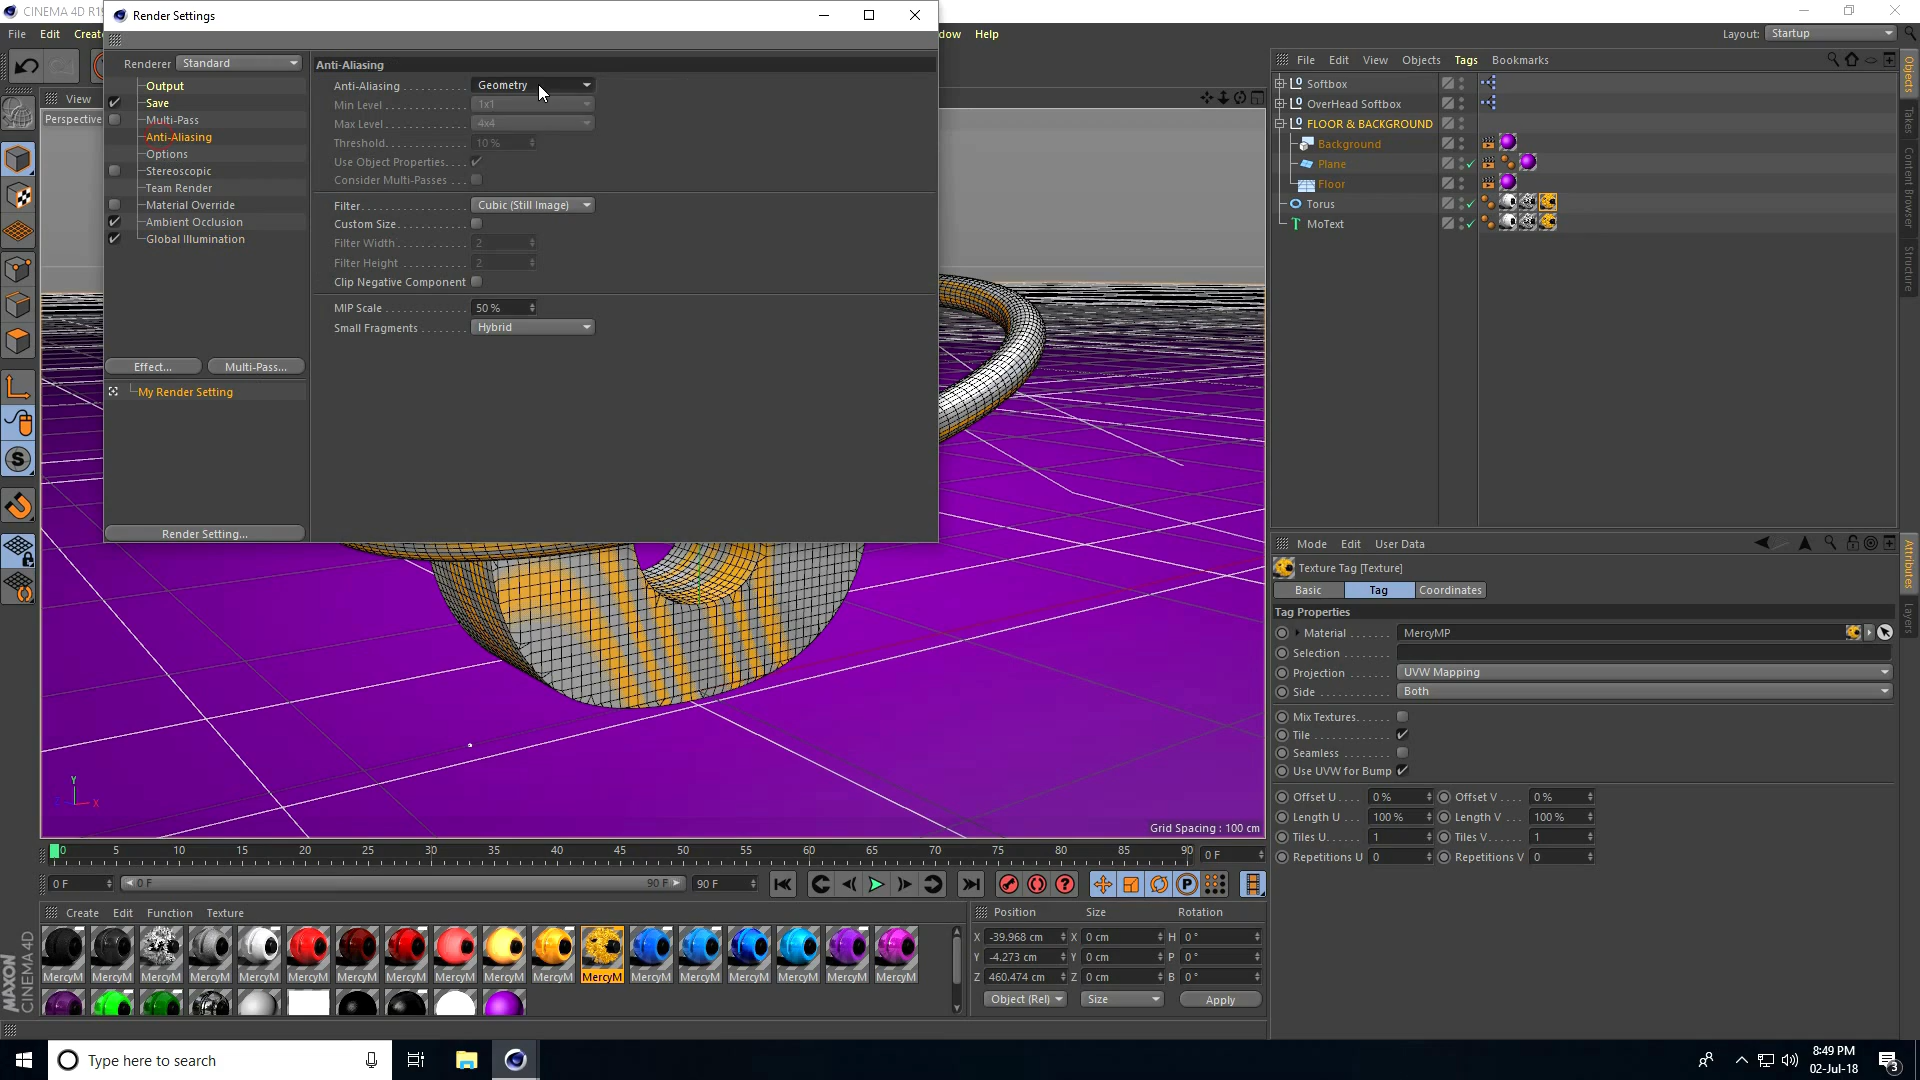 CINEMA 4D R19
Render Settings
File Edit Create
dow Help
Layout: Startup
Renderer Standard
Output
Save
Multi-Pass
Anti-Aliasing
Options
Stereoscopic
Team Render
Material Override
Ambient Occlusion
Global Illumination
Effect... Multi-Pass...
My Render Setting
Render Setting...
Anti-Aliasing
Anti-Aliasing Geometry
Min Level 1x1
Max Level 4x4
Threshold 10 %
Use Object Properties
Consider Multi-Passes
Filter Cubic (Still Image)
Custom Size
Filter Width 2
Filter Height 2
Clip Negative Component
MIP Scale 50 %
Small Fragments Hybrid
View
Perspective
Grid Spacing : 100 cm
Y
X
File Edit View Objects Tags Bookmarks
Softbox
OverHead Softbox
FLOOR & BACKGROUND
Background
Plane
Floor
Torus
MoText
Objects
Takes
Content Browser
Structure
Attributes
Layers
Mode Edit User Data
Texture Tag [Texture]
Basic Tag Coordinates
Tag Properties
Material MercyMP
Selection
Projection UVW Mapping
Side Both
Mix Textures
Tile
Seamless
Use UVW for Bump
Offset U 0 % Offset V 0 %
Length U 100 % Length V 100 %
Tiles U 1 Tiles V 1
Repetitions U 0 Repetitions V 0
0 5 10 15 20 25 30 35 40 45 50 55 60 65 70 75 80 85 90 0 F
0 F 0 F 90 F 90 F
Create Edit Function Texture
MercyM MercyM MercyM MercyM MercyM MercyM MercyM MercyM MercyM MercyM MercyM MercyM MercyM MercyM MercyM MercyM MercyM MercyM
Position Size Rotation
X -39.968 cm X 0 cm H 0 °
Y -4.273 cm Y 0 cm P 0 °
Z 460.474 cm Z 0 cm B 0 °
Object (Rel) Size Apply
MAXON
CINEMA 4D
Type here to search
8:49 PM
02-Jul-18
3